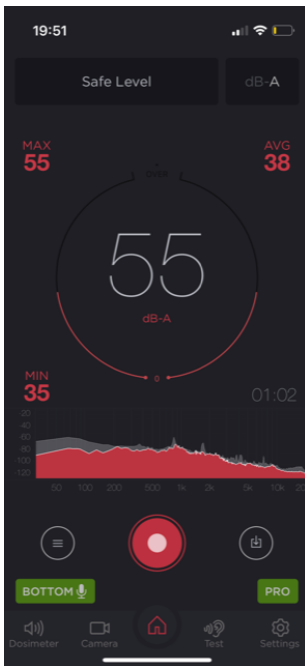 19:51
Safe Level
dB-A
MAX
55
AVG
38
OVER
55
dB-A
0
MIN
35
01:02
-20
-40
-60
-80
-100
-120
50 100 200 500 1k 2k 5k 10k 20
BOTTOM
PRO
Dosimeter
Camera
Test
Settings